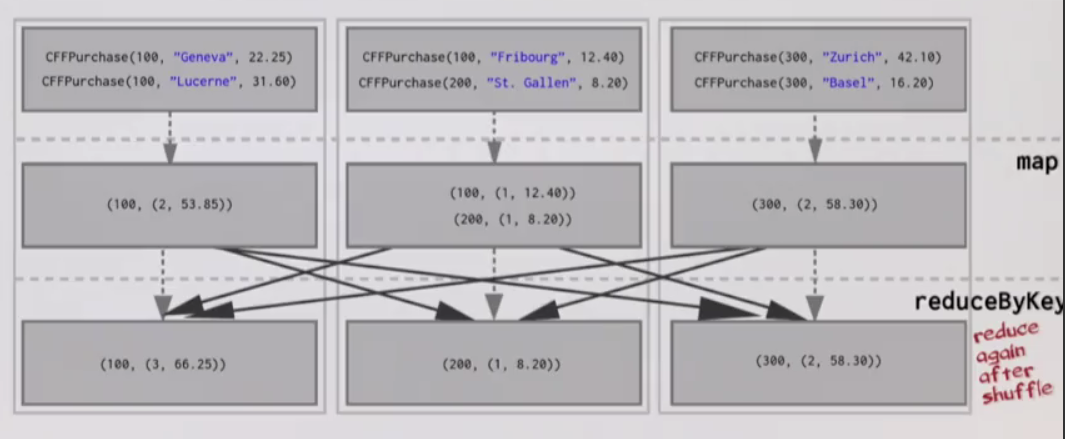 CFFPurchase(100, "Geneva", 22.25)
CFFPurchase(100, "Lucerne", 31.60)
CFFPurchase(100, "Fribourg", 12.40)
CFFPurchase(200, "St. Gallen", 8.20)
CFFPurchase(300, "Zurich", 42.10)
CFFPurchase(300, "Basel", 16.20)
map
(100, (2, 53.85))
(100, (1, 12.40))
(200, (1, 8.20))
(300, (2, 58.30))
reduceByKey
(100, (3, 66.25))
(200, (1, 8.20))
(300, (2, 58.30))
reduce
again
after
shuffle